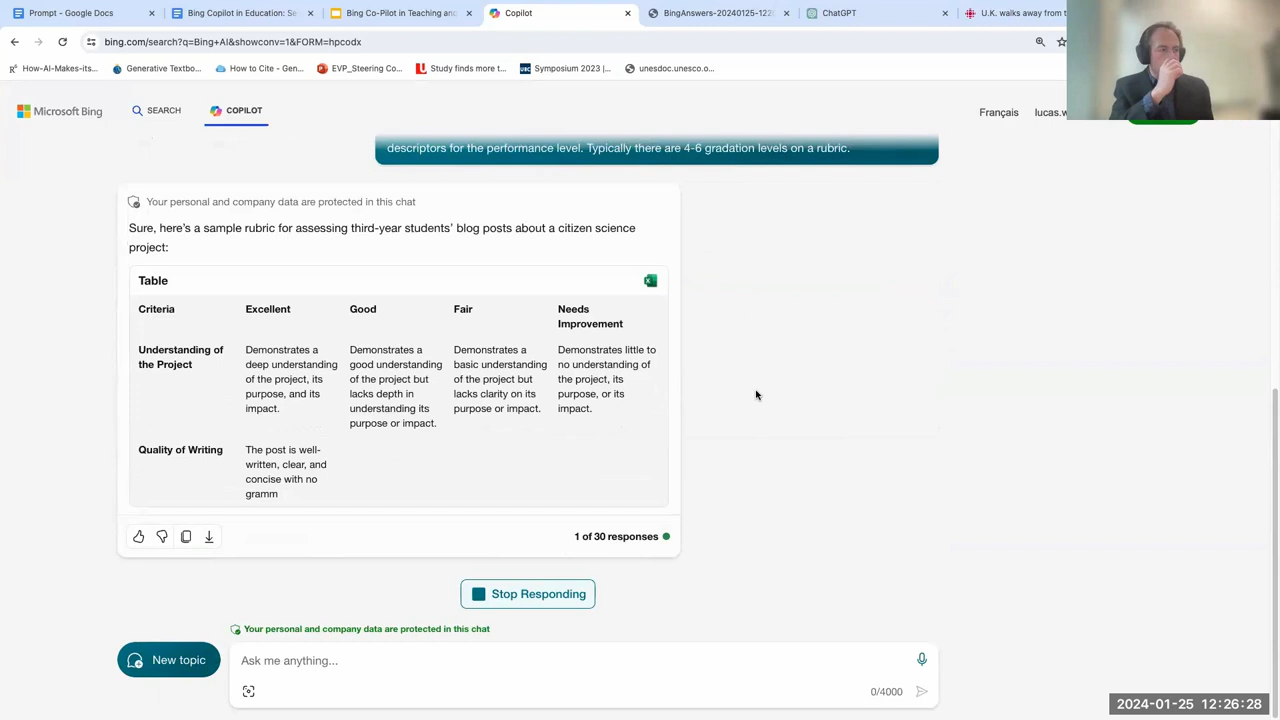 Prompt - Google Docs
Bing Copilot in Education: Se
Bing Co-Pilot in Teaching and
Copilot
BingAnswers-20240125-122
ChatGPT
U.K. walks away from t
bing.com/search?q=Bing+AI&showconv=1&FORM=hpcodx
How-AI-Makes-its...
Generative Textbo...
How to Cite - Gen...
EVP_Steering Co...
Study finds more t...
Symposium 2023 |...
unesdoc.unesco.o...
Microsoft Bing
SEARCH
COPILOT
Français
lucas.w
descriptors for the performance level. Typically there are 4-6 gradation levels on a rubric.
Your personal and company data are protected in this chat
Sure, here's a sample rubric for assessing third-year students' blog posts about a citizen science
project:
Table
Criteria
Excellent
Good
Fair
Needs
Improvement
Understanding of
the Project
Demonstrates a
deep understanding
of the project, its
purpose, and its
impact.
Demonstrates a
good understanding
of the project but
lacks depth in
understanding its
purpose or impact.
Demonstrates a
basic understanding
of the project but
lacks clarity on its
purpose or impact.
Demonstrates little to
no understanding of
the project, its
purpose, or its
impact.
Quality of Writing
The post is well-
written, clear, and
concise with no
gramm
1 of 30 responses
Stop Responding
Your personal and company data are protected in this chat
New topic
Ask me anything...
0/4000
2024-01-25 12:26:28